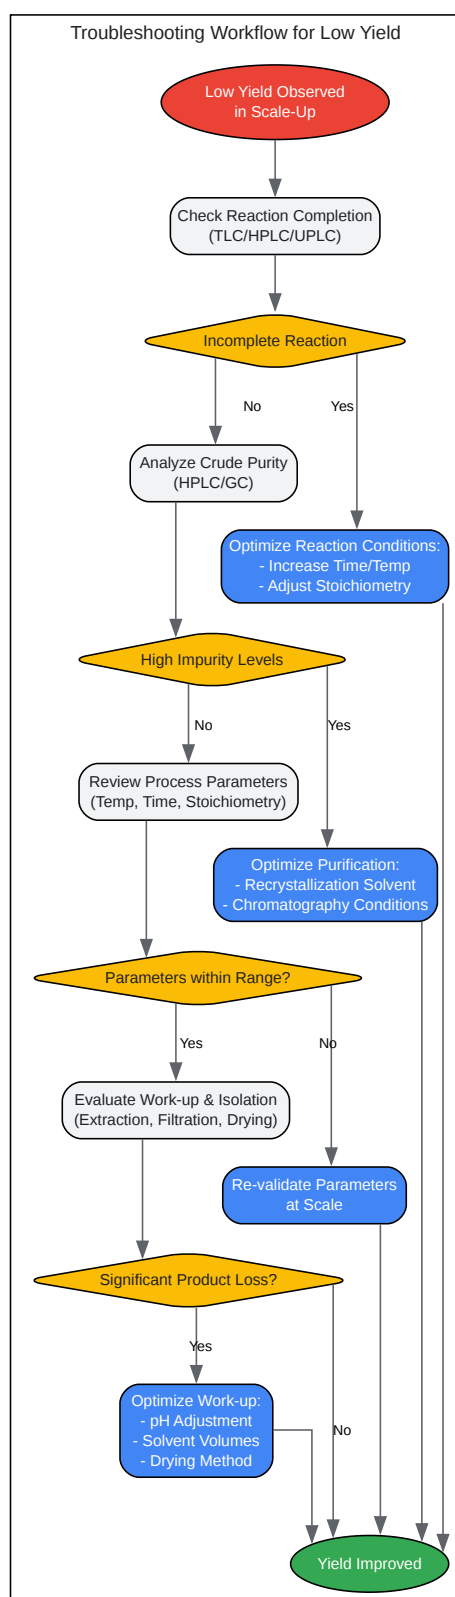 Troubleshooting Workflow for Low Yield
Low Yield Observed
in Scale-Up
Check Reaction Completion
(TLC/HPLC/UPLC)
Incomplete Reaction
No
Yes
Analyze Crude Purity
(HPLC/GC)
Optimize Reaction Conditions:
- Increase Time/Temp
- Adjust Stoichiometry
High Impurity Levels
No
Yes
Review Process Parameters
(Temp, Time, Stoichiometry)
Optimize Purification:
- Recrystallization Solvent
- Chromatography Conditions
Parameters within Range?
Yes
No
Evaluate Work-up & Isolation
(Extraction, Filtration, Drying)
Re-validate Parameters
at Scale
Significant Product Loss?
Yes
Optimize Work-up:
- pH Adjustment
- Solvent Volumes
- Drying Method
No
Yield Improved